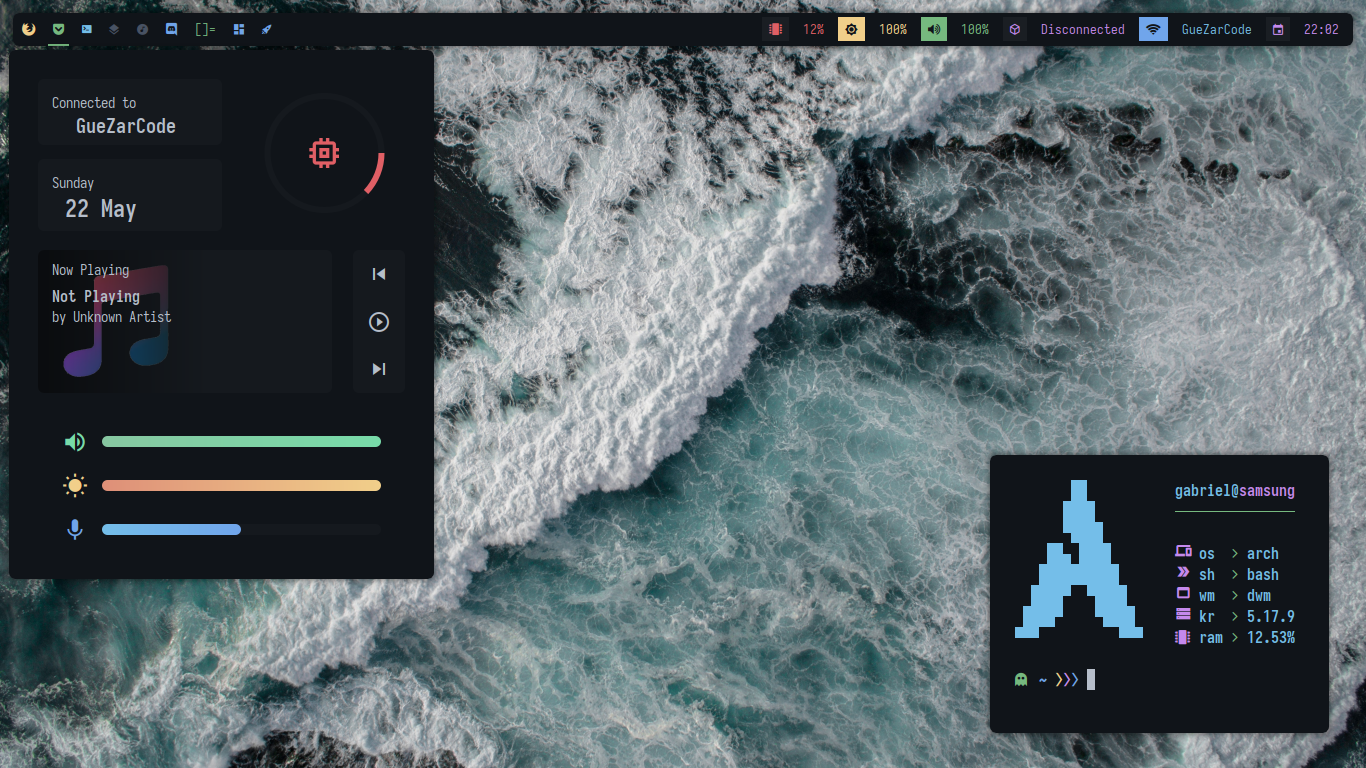 []= 12% 100% 100% Disconnected GueZarCode 22:02
Connected to
GueZarCode
Sunday
22 May
Now Playing
Not Playing
by Unknown Artist
gabriel@samsung
os > arch
sh > bash
wm > dwm
kr > 5.17.9
ram > 12.53%
~ ❯❯❯